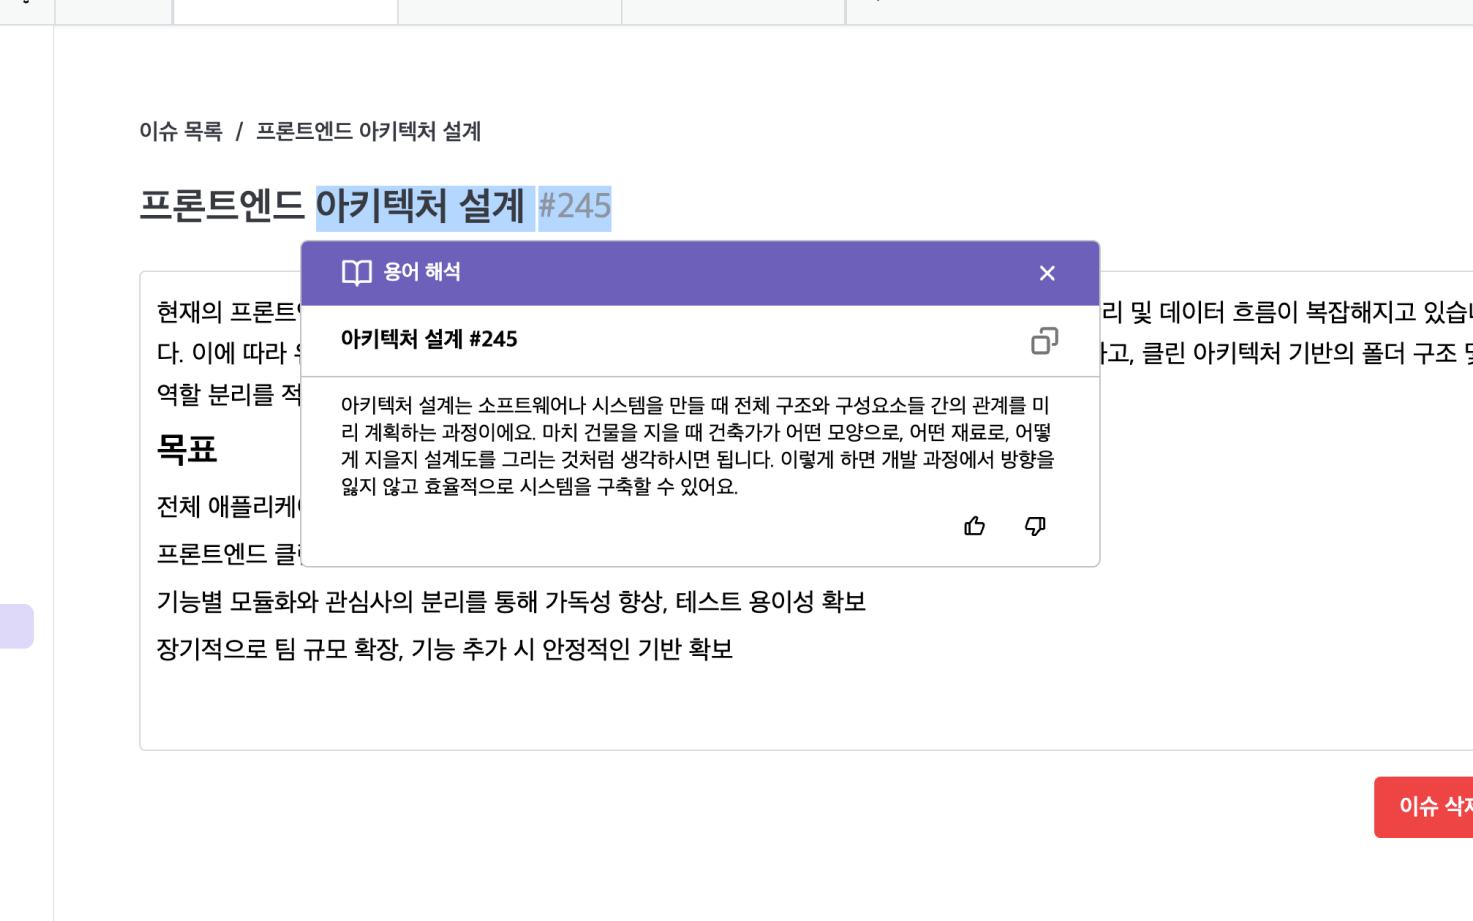 이슈 목록 / 프론트엔드 아키텍처 설계
프론트엔드 아키텍처 설계 #245
용어 해석
현재의 프론트
리 및 데이터 흐름이 복잡해지고 있습
아키텍처 설계 #245
다. 이에 따라
고, 클린 아키텍처 기반의 폴더 구조
역할 분리를
아키텍처 설계는 소프트웨어나 시스템을 만들 때 전체 구조와 구성요소들 간의 관계를 미
리 계획하는 과정이에요. 마치 건물을 지을 때 건축가가 어떤 모양으로, 어떤 재료로, 어떻
게 지을지 설계도를 그리는 것처럼 생각하시면 됩니다. 이렇게 하면 개발 과정에서 방향을
잃지 않고 효율적으로 시스템을 구축할 수 있어요.
목표
전체 애플리케
프론트엔드 클
기능별 모듈화와 관심사의 분리를 통해 가독성 향상, 테스트 용이성 확보
장기적으로 팀 규모 확장, 기능 추가 시 안정적인 기반 확보
이슈 삭